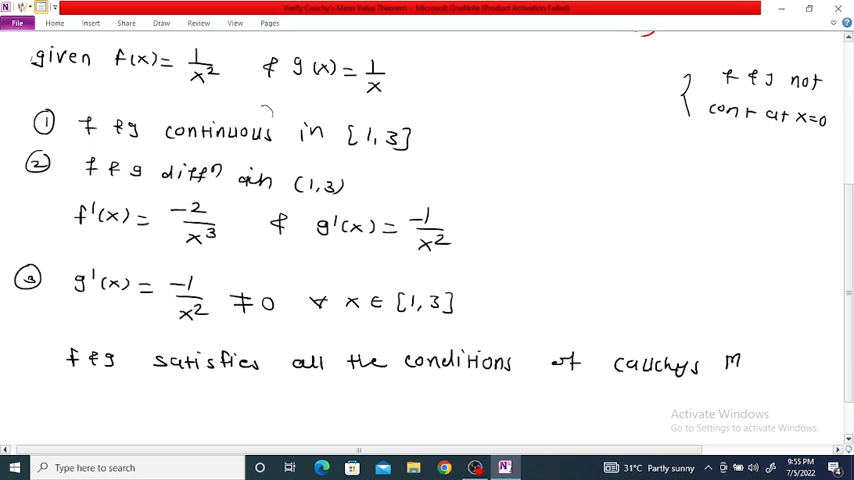 Verify Cauchy's Mean Value Theorem - Microsoft OneNote (Product Activation Failed)
File Home Insert Share Draw Review View Pages
given f(x) = 1/x² & g(x) = 1/x
{ f & g not
cont at x=0
① f & g continuous in [1,3]
② f & g diffn in (1,3)
f'(x) = -2/x³ & g'(x) = -1/x²
③ g'(x) = -1/x² ≠ 0 ∀ x ∈ [1,3]
f & g satisfies all the conditions of cauchys M
Activate Windows
Go to Settings to activate Windows.
Type here to search
31°C Partly sunny
9:55 PM
7/5/2022
4